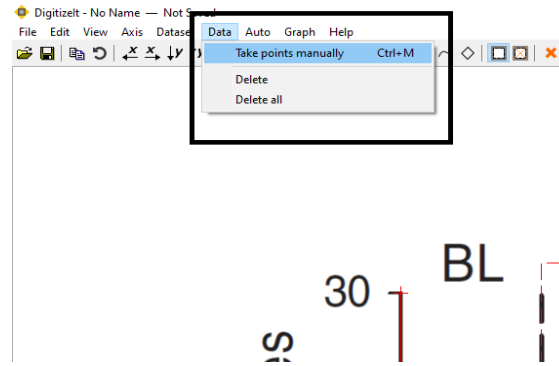 DigitizeIt - No Name — Not Saved
File Edit View Axis Datase Data Auto Graph Help
Take points manually Ctrl+M
Delete
Delete all
BL
30
es